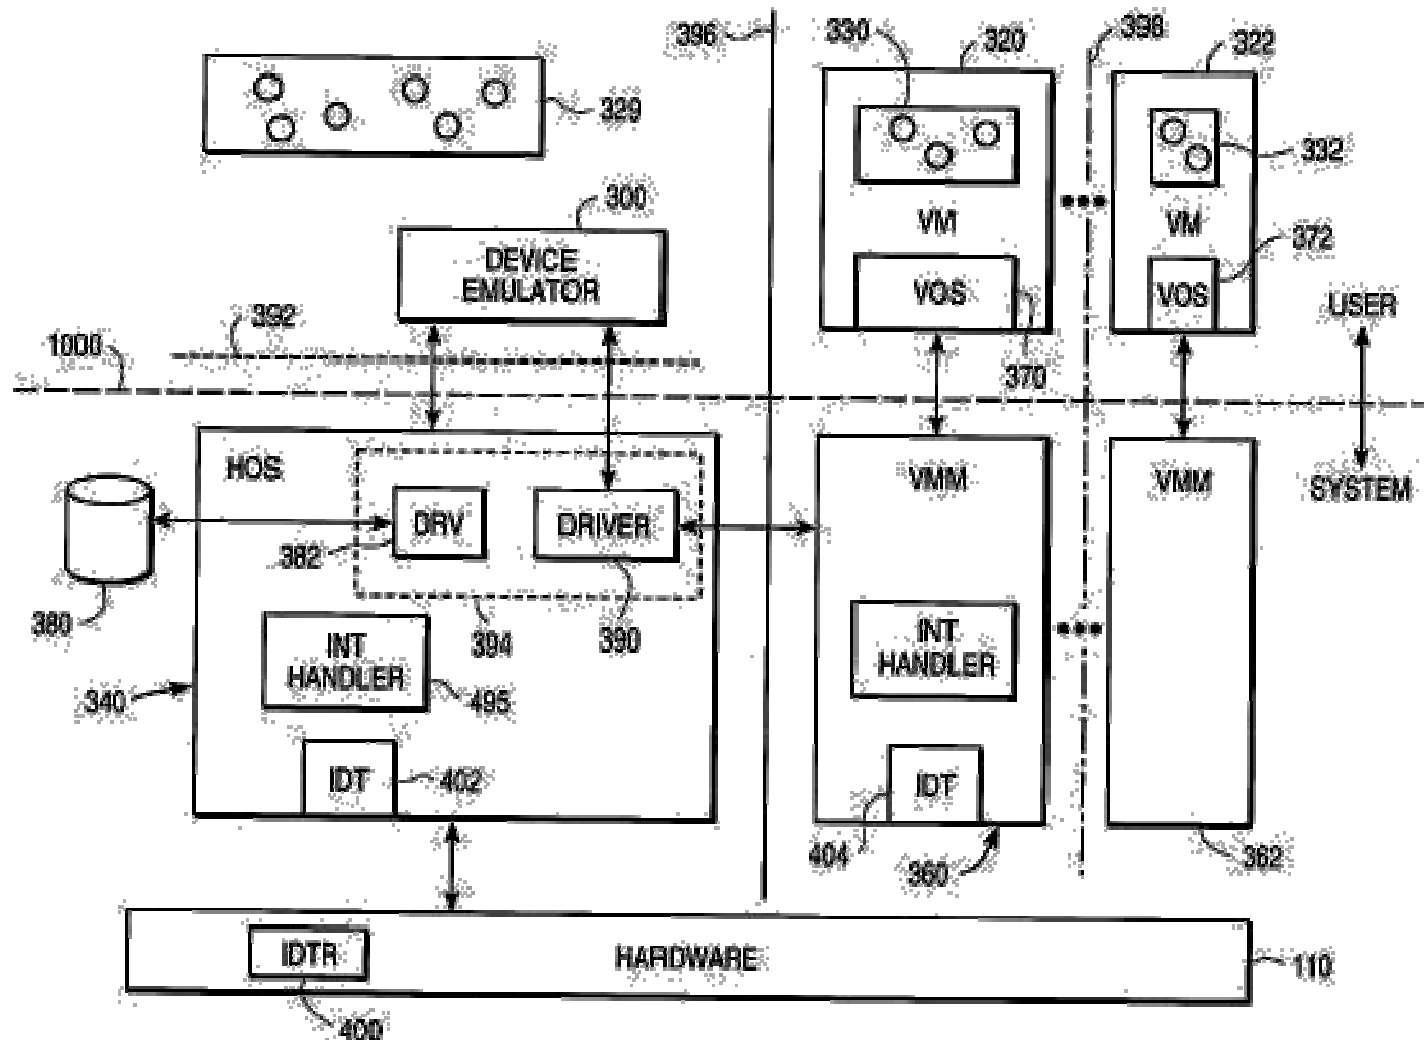 396
330
320
398
322
329
332
VM
VM
300
372
DEVICE
EMULATOR
VOS
VOS
392
USER
1000
370
HOS
VMM
VMM
SYSTEM
DRV
DRIVER
382
380
394
390
INT
HANDLER
INT
HANDLER
340
495
IDT
402
IDT
404
360
362
IDTR
HARDWARE
110
400